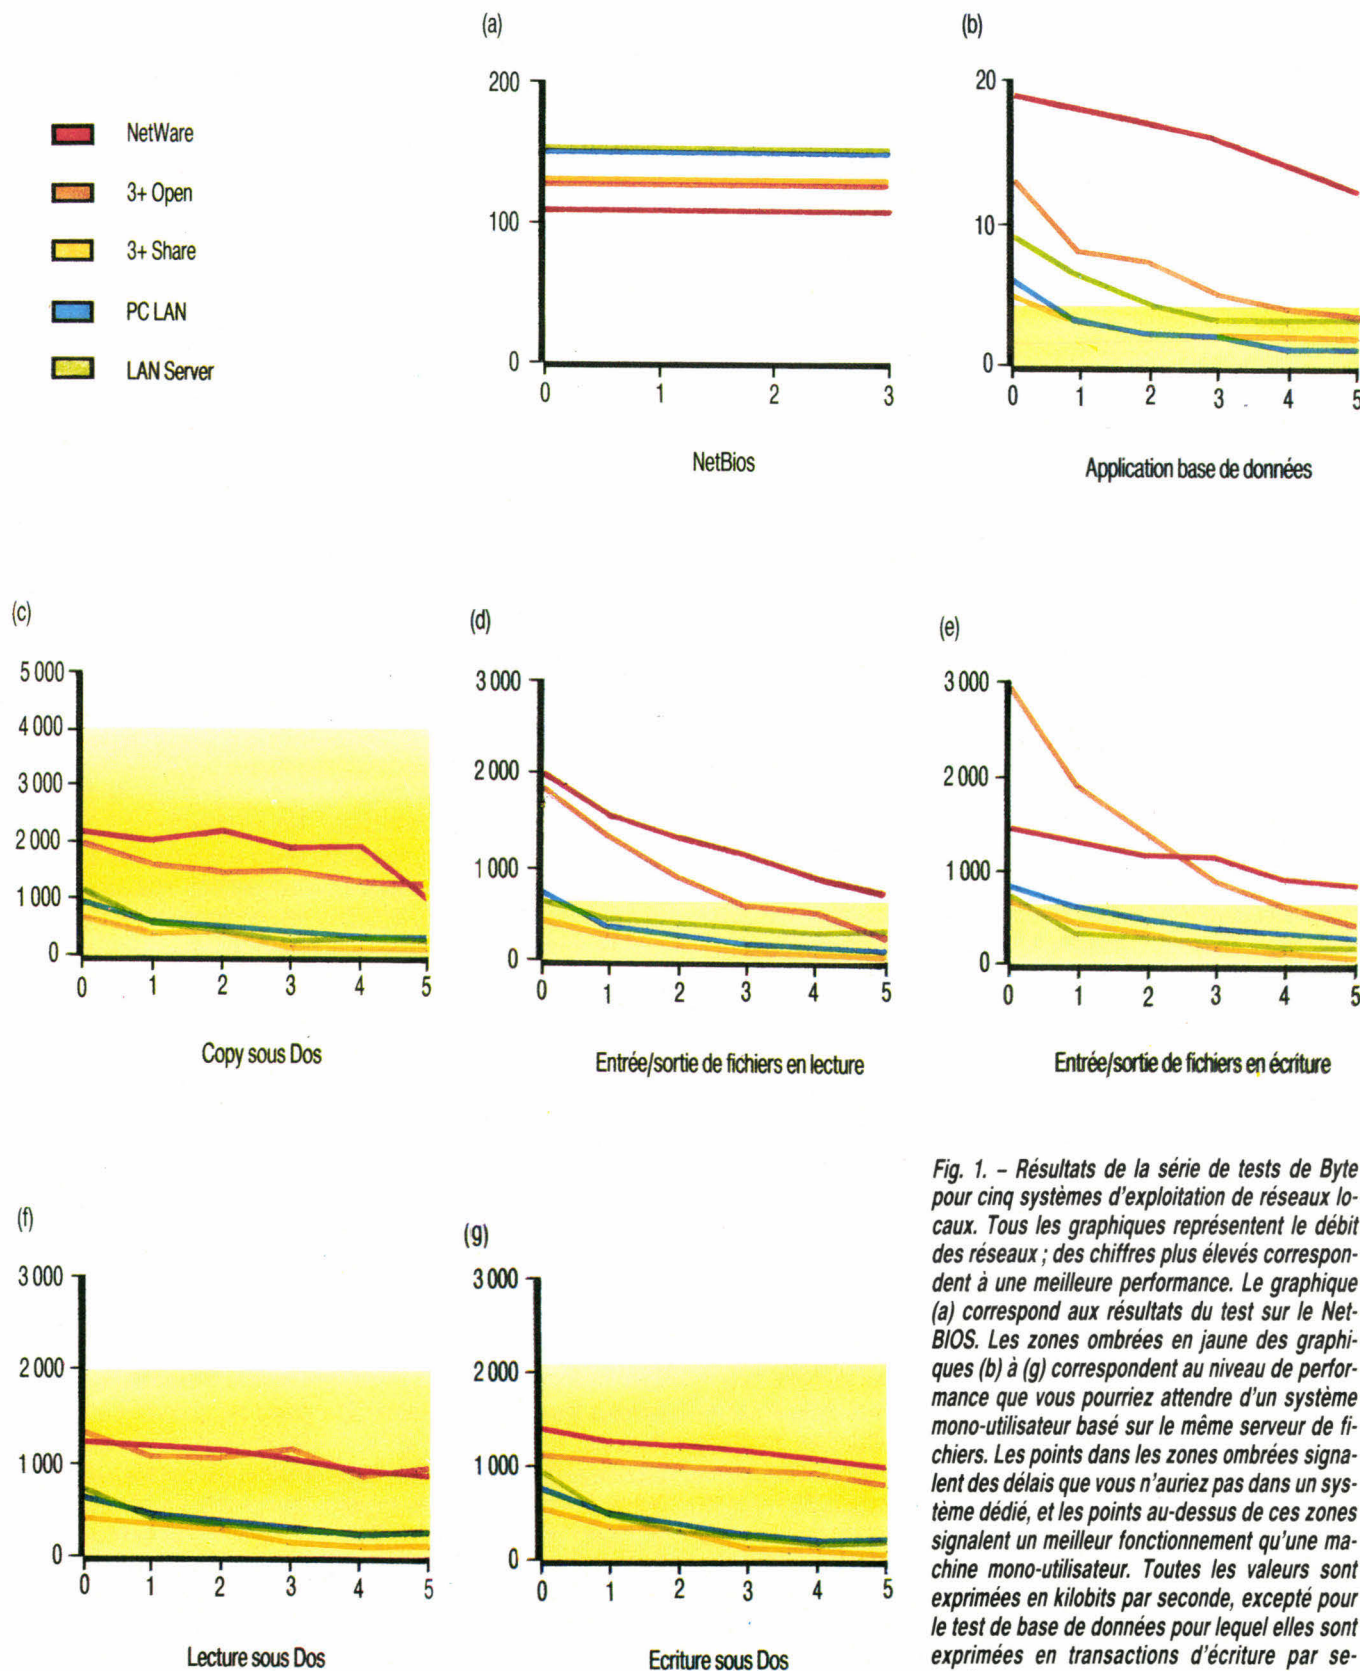 NetWare
3+ Open
3+ Share
PC LAN
LAN Server
(a)
200
100
0
0 1 2 3
NetBios
(b)
20
10
0
0 1 2 3 4 5
Application base de données
(c)
5 000
4 000
3 000
2 000
1 000
0
0 1 2 3 4 5
Copy sous Dos
(d)
3 000
2 000
1 000
0
0 1 2 3 4 5
Entrée/sortie de fichiers en lecture
(e)
3 000
2 000
1 000
0
0 1 2 3 4 5
Entrée/sortie de fichiers en écriture
(f)
3 000
2 000
1 000
0
0 1 2 3 4 5
Lecture sous Dos
(g)
3 000
2 000
1 000
0
0 1 2 3 4 5
Ecriture sous Dos
Fig. 1. – Résultats de la série de tests de Byte
pour cinq systèmes d'exploitation de réseaux lo-
caux. Tous les graphiques représentent le débit
des réseaux ; des chiffres plus élevés correspon-
dent à une meilleure performance. Le graphique
(a) correspond aux résultats du test sur le Net-
BIOS. Les zones ombrées en jaune des graphi-
ques (b) à (g) correspondent au niveau de perfor-
mance que vous pourriez attendre d'un système
mono-utilisateur basé sur le même serveur de fi-
chiers. Les points dans les zones ombrées signa-
lent des délais que vous n'auriez pas dans un sys-
tème dédié, et les points au-dessus de ces zones
signalent un meilleur fonctionnement qu'une ma-
chine mono-utilisateur. Toutes les valeurs sont
exprimées en kilobits par seconde, excepté pour
le test de base de données pour lequel elles sont
exprimées en transactions d'écriture par se-